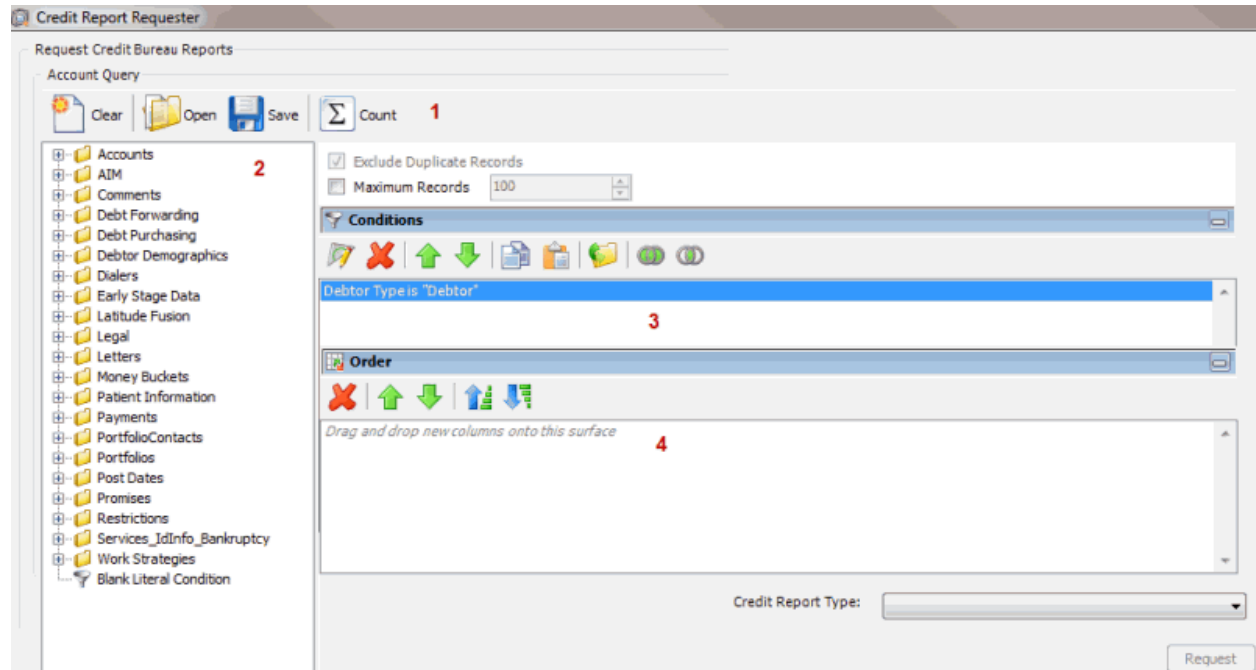 Credit Report Requester
Request Credit Bureau Reports
Account Query
Clear Open Save Σ Count 1
2
Accounts
AIM
Comments
Debt Forwarding
Debt Purchasing
Debtor Demographics
Dialers
Early Stage Data
Latitude Fusion
Legal
Letters
Money Buckets
Patient Information
Payments
PortfolioContacts
Portfolios
Post Dates
Promises
Restrictions
Services_IdInfo_Bankruptcy
Work Strategies
Blank Literal Condition
Exclude Duplicate Records
Maximum Records 100
Conditions
Debtor Type is "Debtor"
3
Order
Drag and drop new columns onto this surface
4
Credit Report Type:
Request